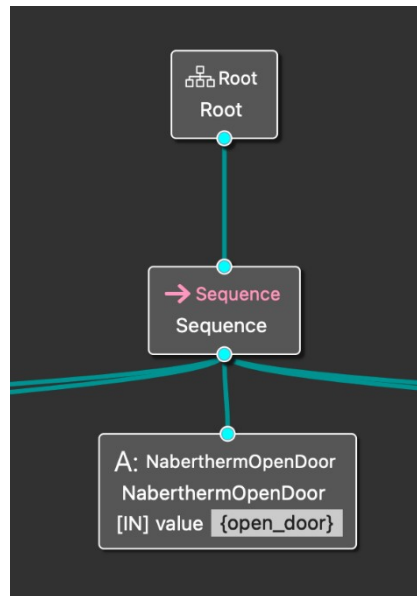 Root
Root
Sequence
Sequence
A: NaberthermOpenDoor
NaberthermOpenDoor
[IN] value {open_door}